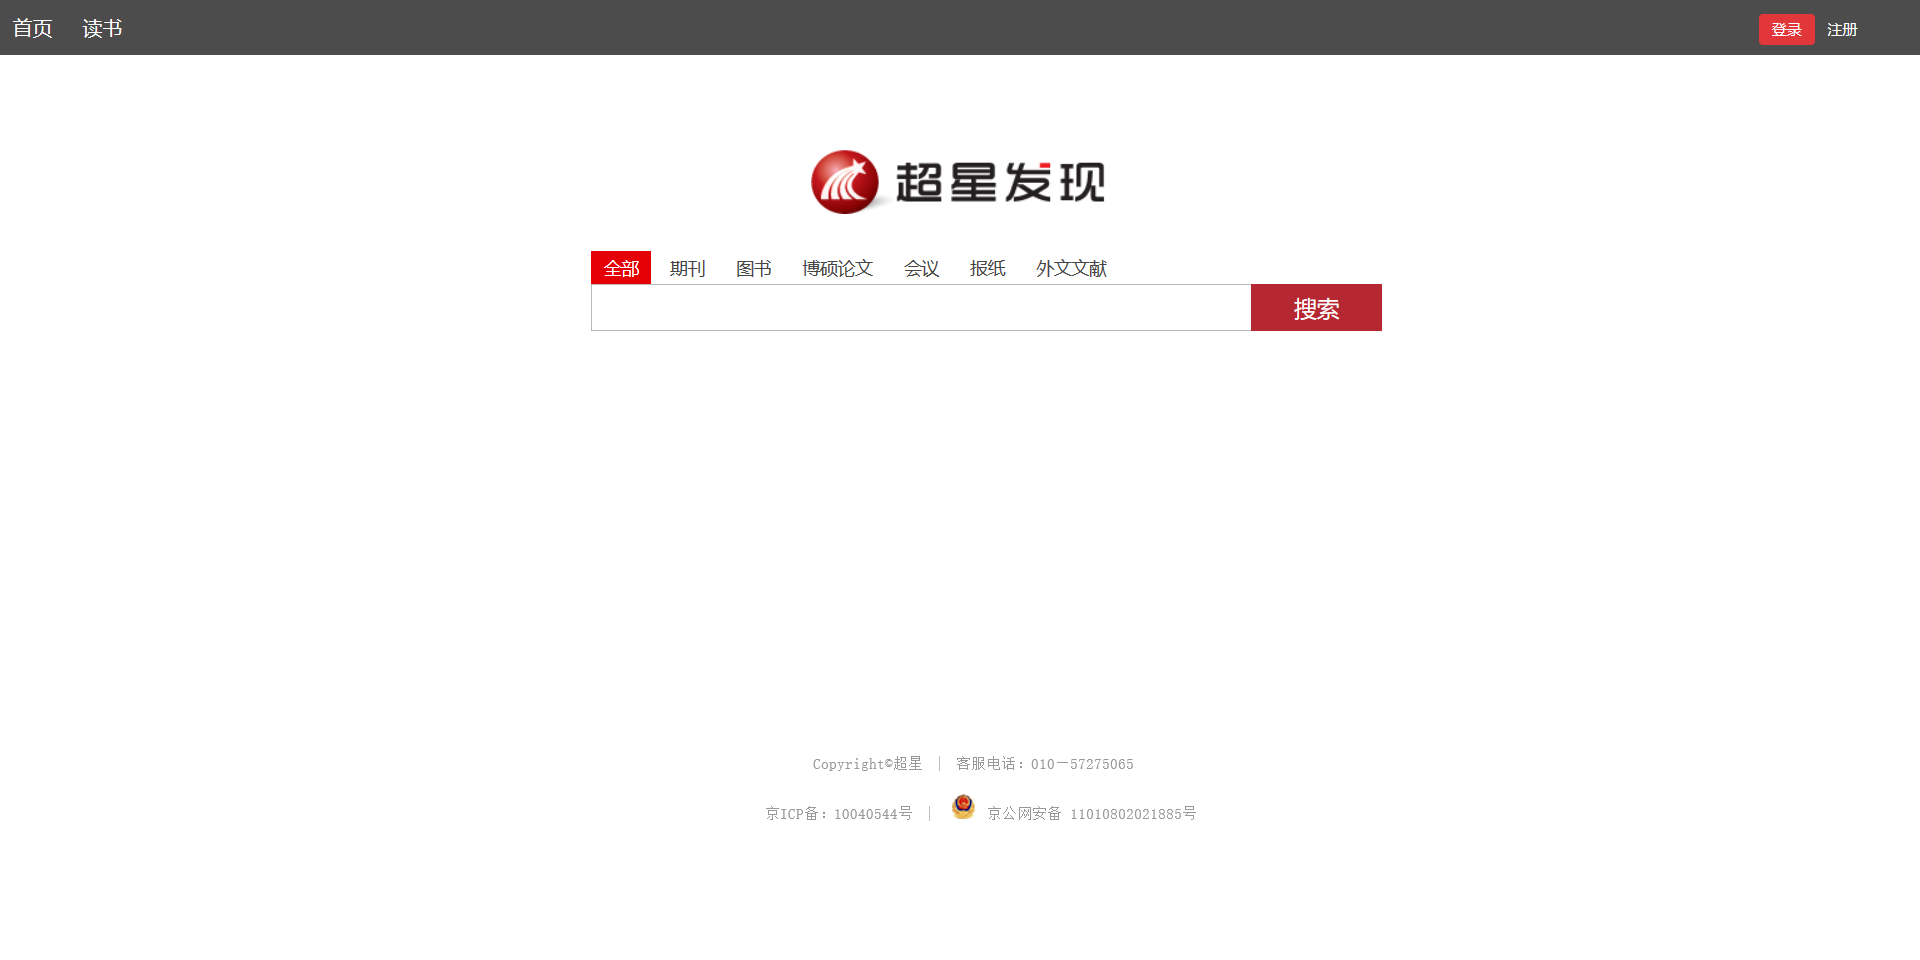 首页 读书 登录 注册
超星发现
全部 期刊 图书 博硕论文 会议 报纸 外文文献
搜索
Copyright©超星 | 客服电话：010－57275065
京ICP备：10040544号 | 京公网安备 11010802021885号